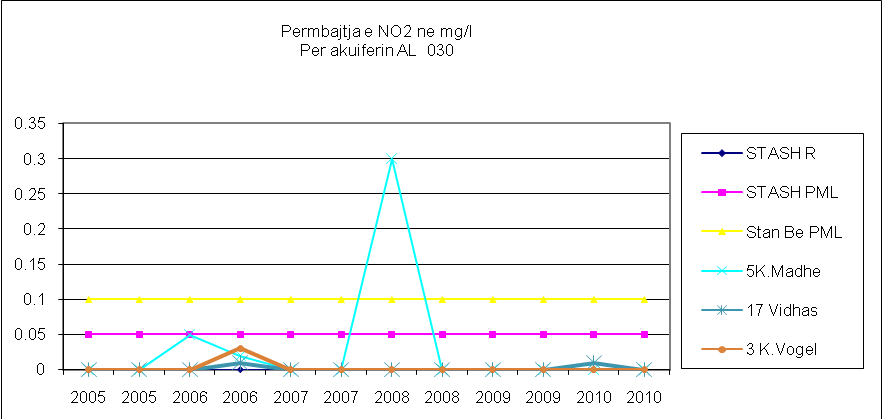 Permbajtja e NO2 ne mg/l
Per akuiferin AL 030
0.35
0.3
0.25
0.2
0.15
0.1
0.05
0
2005 2005 2006 2006 2007 2007 2008 2008 2009 2009 2010 2010
STASH R
STASH PML
Stan Be PML
5K.Madhe
17 Vidhas
3 K.Vogel